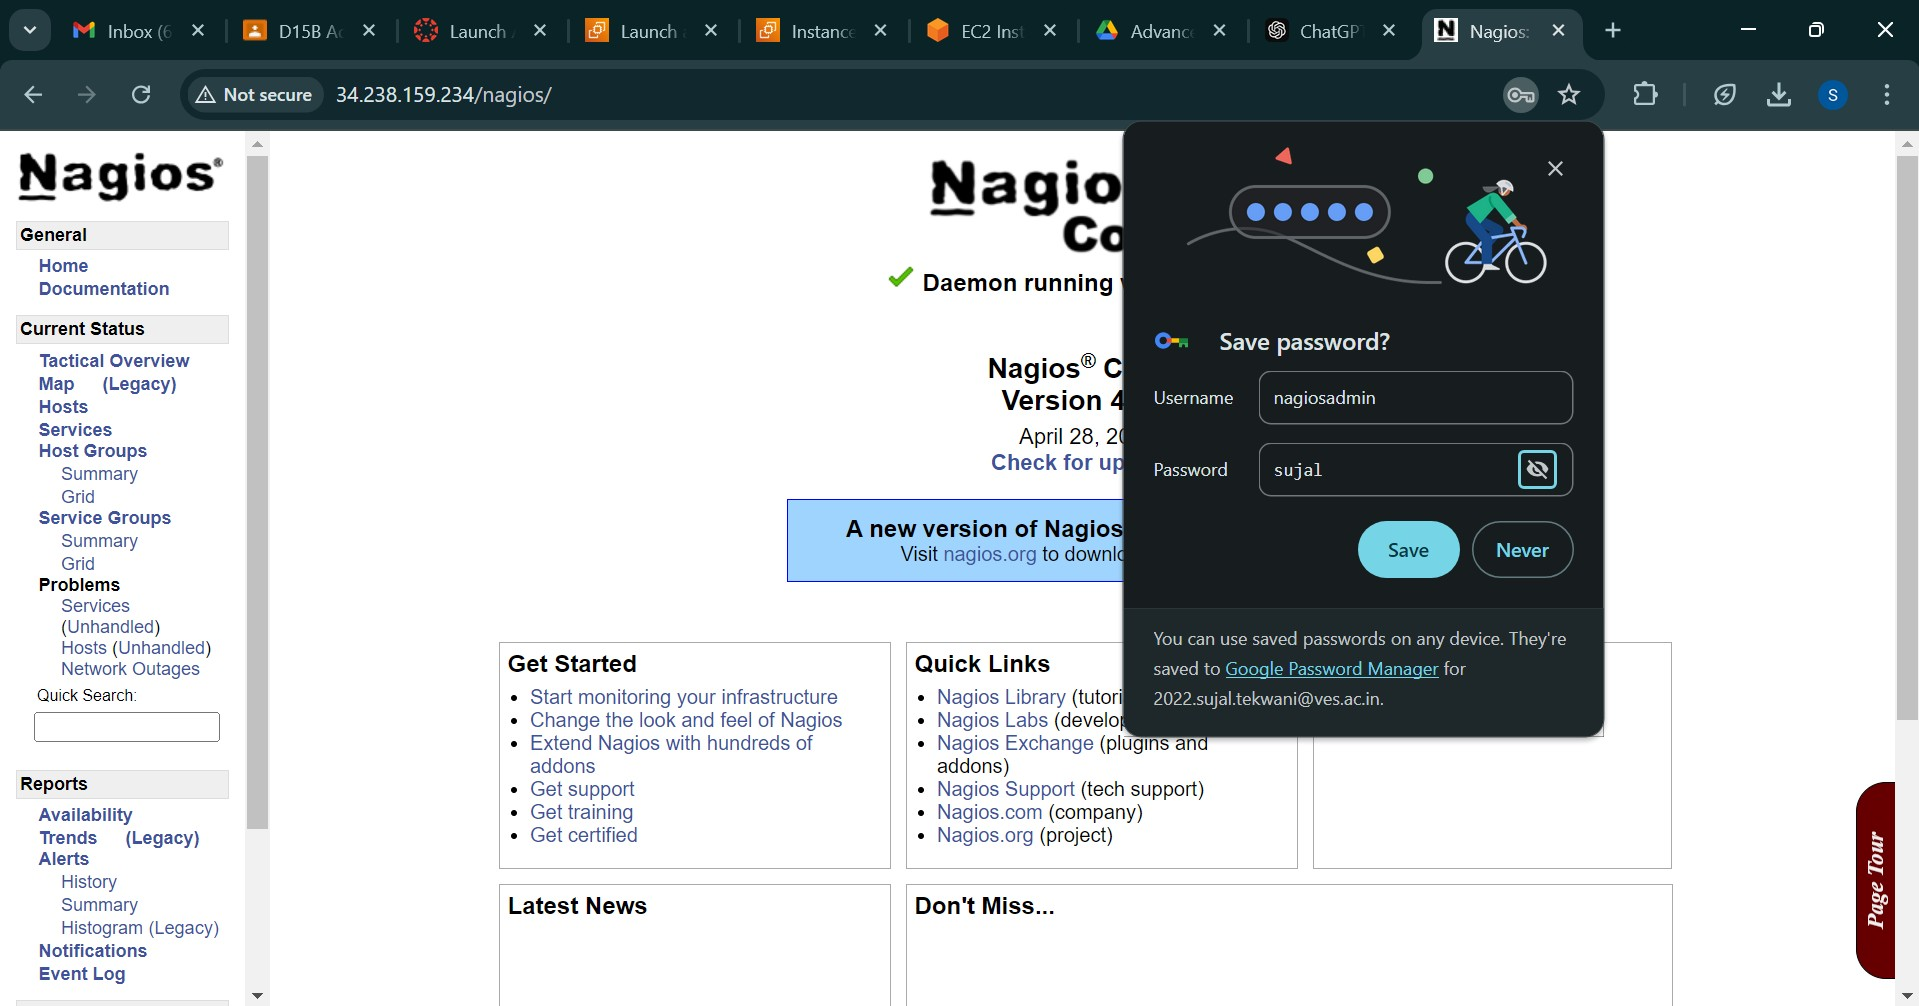 Inbox (6
D15B A
Launch
Launch
Instance
EC2 Inst
Advanc
ChatGP
Nagios:
Not secure
34.238.159.234/nagios/
S
Nagios®
General
Home
Documentation
Current Status
Tactical Overview
Map (Legacy)
Hosts
Services
Host Groups
Summary
Grid
Service Groups
Summary
Grid
Problems
Services
(Unhandled)
Hosts (Unhandled)
Network Outages
Quick Search:
Reports
Availability
Trends (Legacy)
Alerts
History
Summary
Histogram (Legacy)
Notifications
Event Log
Nagio
Co
Daemon running
Nagios® C
Version 4
April 28, 20
Check for up
A new version of Nagios
Visit nagios.org to downlo
Get Started
Start monitoring your infrastructure
Change the look and feel of Nagios
Extend Nagios with hundreds of
addons
Get support
Get training
Get certified
Quick Links
Nagios Library (tutori
Nagios Labs (develop
Nagios Exchange (plugins and
addons)
Nagios Support (tech support)
Nagios.com (company)
Nagios.org (project)
Latest News
Don't Miss...
Page Tour
Save password?
Username nagiosadmin
Password sujal
Save Never
You can use saved passwords on any device. They're
saved to Google Password Manager for
2022.sujal.tekwani@ves.ac.in.